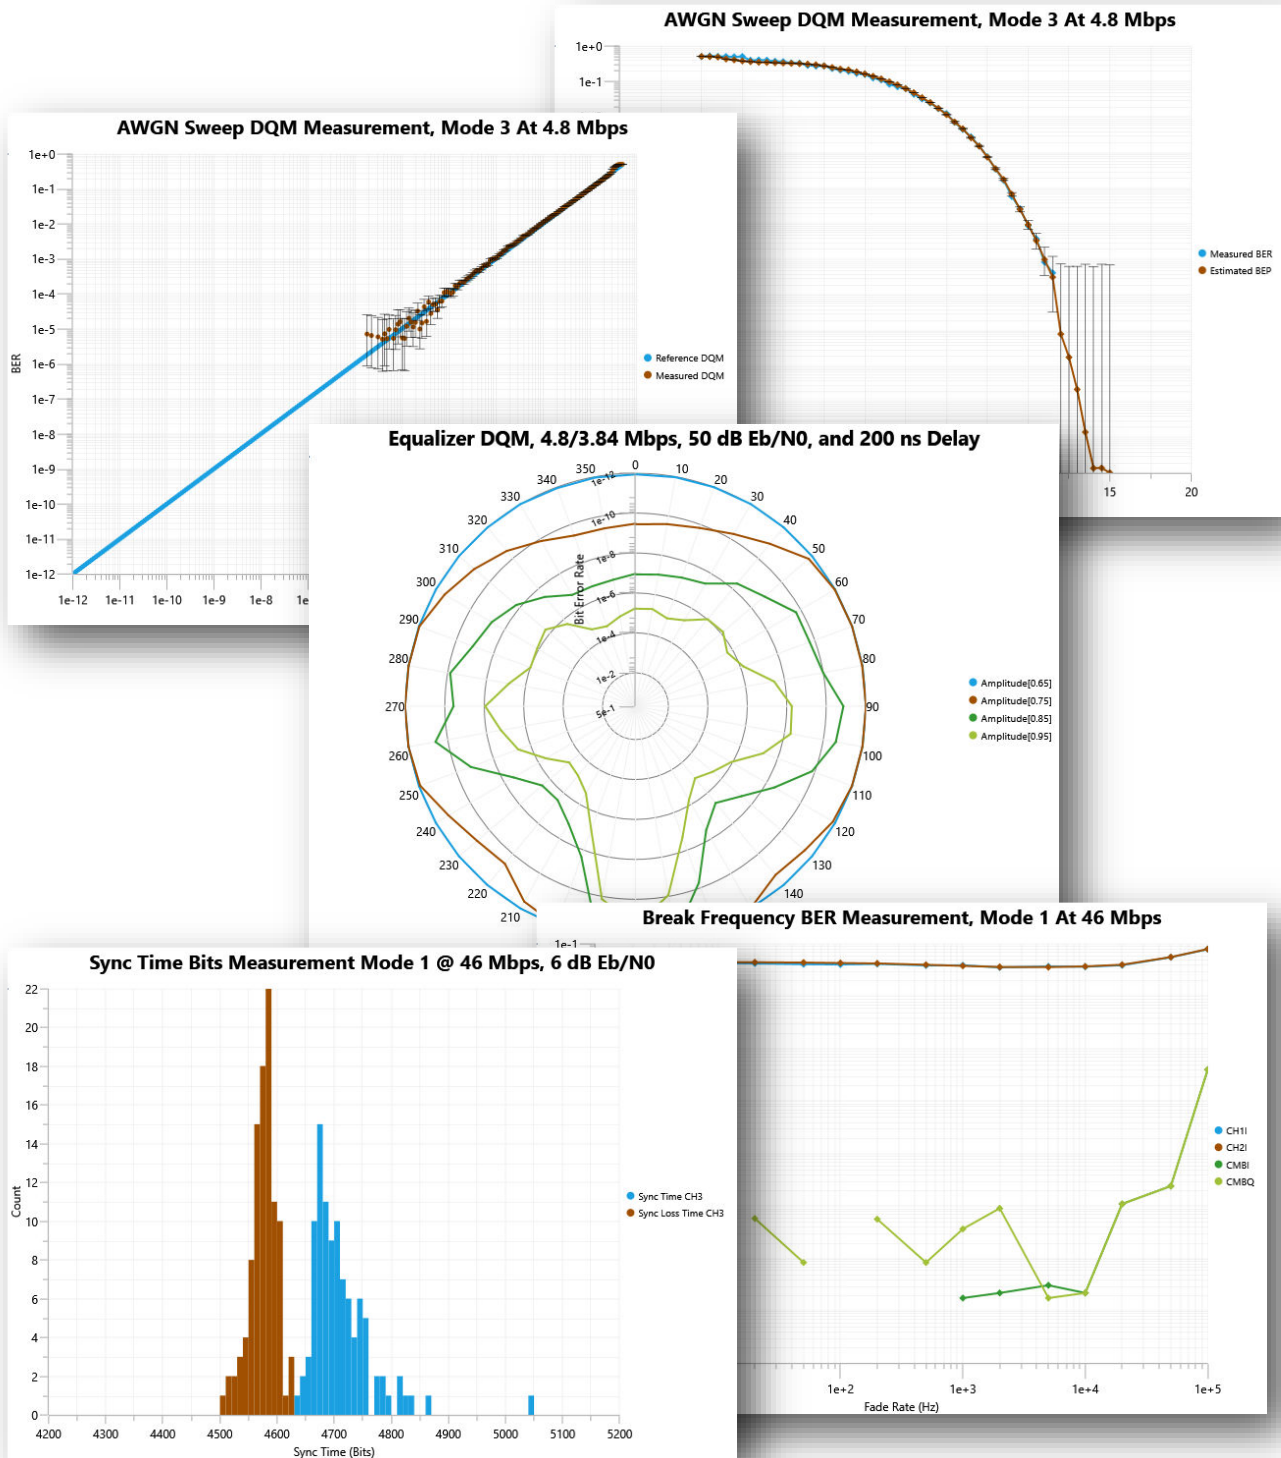 AWGN Sweep DQM Measurement, Mode 3 At 4.8 Mbps
1e+0
1e-1
Measured BER
Estimated BEP
15
20
AWGN Sweep DQM Measurement, Mode 3 At 4.8 Mbps
1e+0
1e-1
1e-2
1e-3
1e-4
1e-5
1e-6
1e-7
1e-8
1e-9
1e-10
1e-11
1e-12
BER
1e-12
1e-11
1e-10
1e-9
1e-8
Reference DQM
Measured DQM
Equalizer DQM, 4.8/3.84 Mbps, 50 dB Eb/N0, and 200 ns Delay
0
10
20
30
40
50
60
70
80
90
100
110
120
130
140
210
220
230
240
250
260
270
280
290
300
310
320
330
340
350
1e-12
1e-10
1e-8
1e-6
1e-4
1e-2
5e-1
Bit Error Rate
Amplitude[0.65]
Amplitude[0.75]
Amplitude[0.85]
Amplitude[0.95]
Break Frequency BER Measurement, Mode 1 At 46 Mbps
1e-1
CH1I
CH2I
CMBI
CMBQ
1e+2
1e+3
1e+4
1e+5
Fade Rate (Hz)
Sync Time Bits Measurement Mode 1 @ 46 Mbps, 6 dB Eb/N0
22
20
18
16
14
12
10
8
6
4
2
0
Count
4200
4300
4400
4500
4600
4700
4800
4900
5000
5100
5200
Sync Time (Bits)
Sync Time CH3
Sync Loss Time CH3